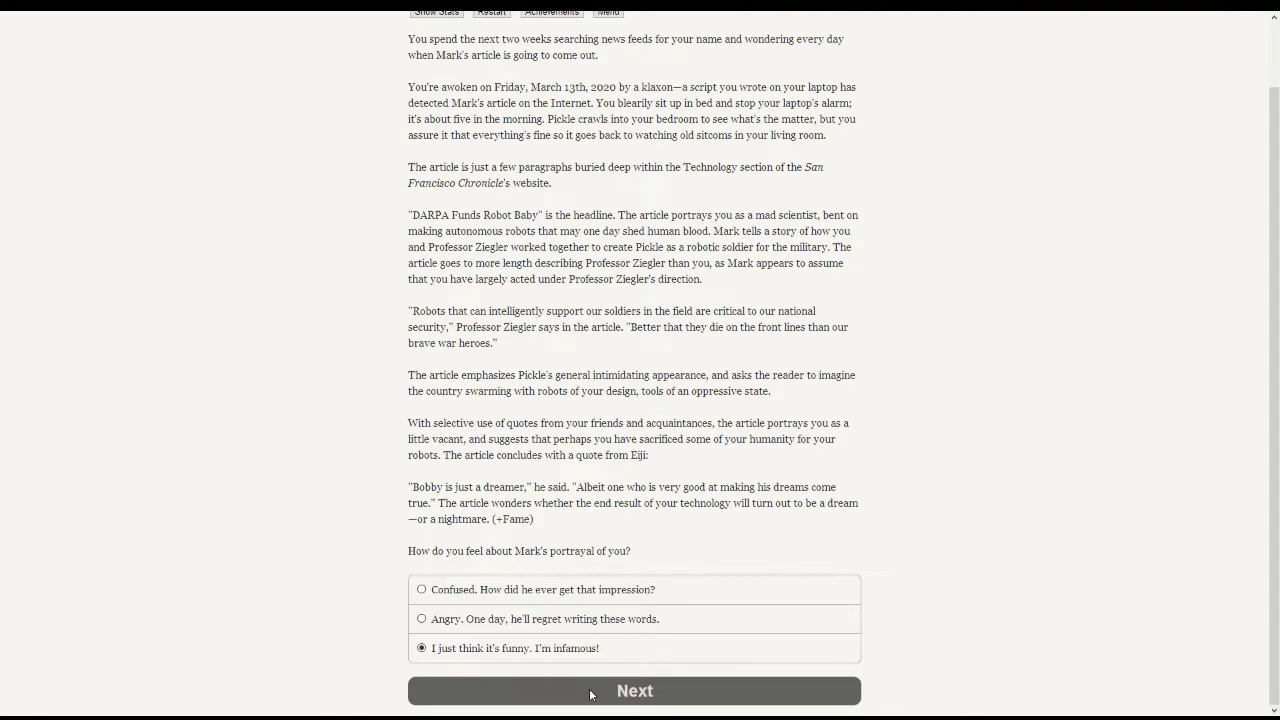 Show Stats Restart Achievements Menu
You spend the next two weeks searching news feeds for your name and wondering every day
when Mark's article is going to come out.
You're awoken on Friday, March 13th, 2020 by a klaxon—a script you wrote on your laptop has
detected Mark's article on the Internet. You blearily sit up in bed and stop your laptop's alarm;
it's about five in the morning. Pickle crawls into your bedroom to see what's the matter, but you
assure it that everything's fine so it goes back to watching old sitcoms in your living room.
The article is just a few paragraphs buried deep within the Technology section of the San
Francisco Chronicle's website.
"DARPA Funds Robot Baby" is the headline. The article portrays you as a mad scientist, bent on
making autonomous robots that may one day shed human blood. Mark tells a story of how you
and Professor Ziegler worked together to create Pickle as a robotic soldier for the military. The
article goes to more length describing Professor Ziegler than you, as Mark appears to assume
that you have largely acted under Professor Ziegler's direction.
"Robots that can intelligently support our soldiers in the field are critical to our national
security," Professor Ziegler says in the article. "Better that they die on the front lines than our
brave war heroes."
The article emphasizes Pickle's general intimidating appearance, and asks the reader to imagine
the country swarming with robots of your design, tools of an oppressive state.
With selective use of quotes from your friends and acquaintances, the article portrays you as a
little vacant, and suggests that perhaps you have sacrificed some of your humanity for your
robots. The article concludes with a quote from Eiji:
"Bobby is just a dreamer," he said. "Albeit one who is very good at making his dreams come
true." The article wonders whether the end result of your technology will turn out to be a dream
—or a nightmare. (+Fame)
How do you feel about Mark's portrayal of you?
Confused. How did he ever get that impression?
Angry. One day, he'll regret writing these words.
I just think it's funny. I'm infamous!
Next